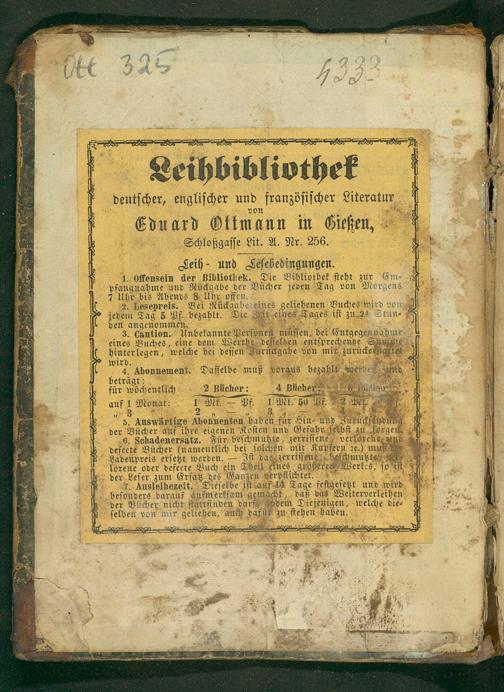 Ott 325 4333
Leihbibliothek
deutscher, englischer und französischer Literatur
von
Eduard Ottmann in Gießen,
Schloßgasse Lit. A. Nr. 256.
Leih- und Lesebedingungen.
1. Offensein der Bibliothek. Die Bibliothek steht zur Em-
pfangnahme und Rückgabe der Bücher jeden Tag von Morgens
7 Uhr bis Abends 8 Uhr offen.
2. Lesepreis. Bei Rückgabe eines geliehenen Buches wird von
jedem Tag 5 Pf. bezahlt. Die Zeit eines Tages ist zu 24 Stun-
den angenommen.
3. Caution. Unbekannte Personen müssen, bei Entgegennahme
eines Buches, eine dem Werthe desselben entsprechende Summe
hinterlegen, welche bei dessen Zurückgabe von mir zurückerstattet
wird.
4. Abonnement. Dasselbe muß voraus bezahlt werden und
beträgt:
für wöchentlich 2 Bücher: 4 Bücher: 6 Bücher:
auf 1 Monat: 1 Mk. — Pf. 1 Mk. 50 Pf. 2 Mk.
" 3 " 2 " " 3 "
5. Auswärtige Abonnenten haben für Hin- und Zurücksendung
der Bücher auf ihre eigenen Kosten und Gefahr selbst zu sorgen.
6. Schadenersatz. Für beschmutzte, zerrissene, verlorene und
defecte Bücher (namentlich bei solchen mit Kupfern ꝛc.) muß der
Ladenpreis ersetzt werden. — Ist das zerrissene, beschmutzte, ver-
lorene oder defecte Buch ein Theil eines größeren Werkes, so ist
der Leser zum Ersatz des Ganzen verpflichtet.
7. Ausleihezeit. Dieselbe ist auf 14 Tage festgesetzt und wird
besonders darauf aufmerksam gemacht, daß das Weiterverleihen
der Bücher nicht stattfinden darf, indem Diejenigen, welche die-
selben von mir geliehen, auch dafür zu stehen haben.